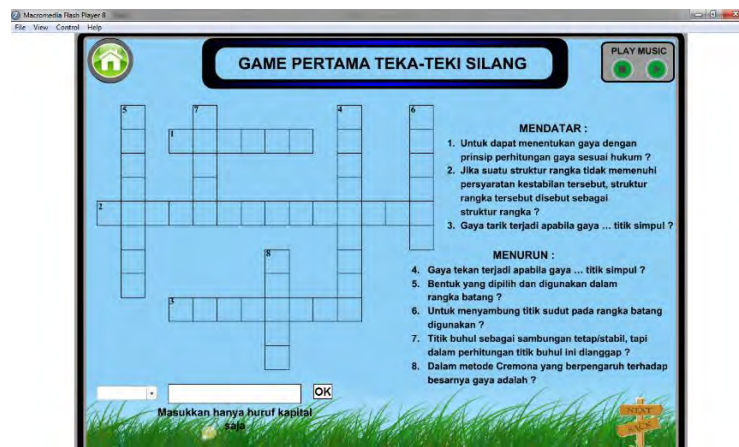 Macromedia Flash Player 8
File View Control Help
GAME PERTAMA TEKA-TEKI SILANG
PLAY MUSIC
5
7
4
6
1
2
8
3
MENDATAR :
1. Untuk dapat menentukan gaya dengan
prinsip perhitungan gaya sesuai hukum ?
2. Jika suatu struktur rangka tidak memenuhi
persyaratan kestabilan tersebut, struktur
rangka tersebut disebut sebagai
struktur rangka ?
3. Gaya tarik terjadi apabila gaya ... titik simpul ?
MENURUN :
4. Gaya tekan terjadi apabila gaya ... titik simpul ?
5. Bentuk yang dipilih dan digunakan dalam
rangka batang ?
6. Untuk menyambung titik sudut pada rangka batang
digunakan ?
7. Titik buhul sebagai sambungan tetap/stabil, tapi
dalam perhitungan titik buhul ini dianggap ?
8. Dalam metode Cremona yang berpengaruh terhadap
besarnya gaya adalah ?
OK
Masukkan hanya huruf kapital
saja
NEXT
BACK